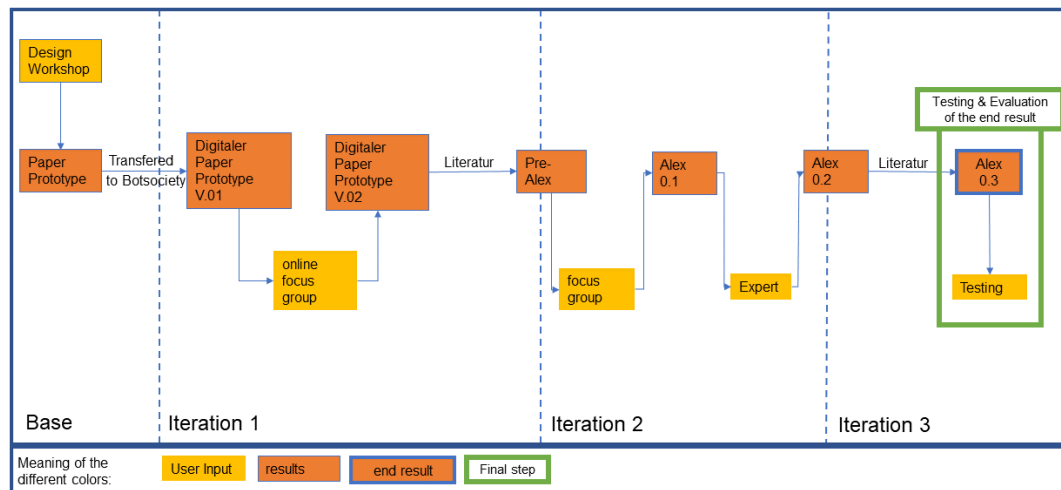 Design
Workshop
Paper
Prototype
Transfered
to Botsociety
Digitaler
Paper
Prototype
V.01
online
focus
group
Digitaler
Paper
Prototype
V.02
Literatur
Pre-
Alex
focus
group
Alex
0.1
Expert
Alex
0.2
Literatur
Testing & Evaluation
of the end result
Alex
0.3
Testing
Base
Iteration 1
Iteration 2
Iteration 3
Meaning of the
different colors:
User Input
results
end result
Final step